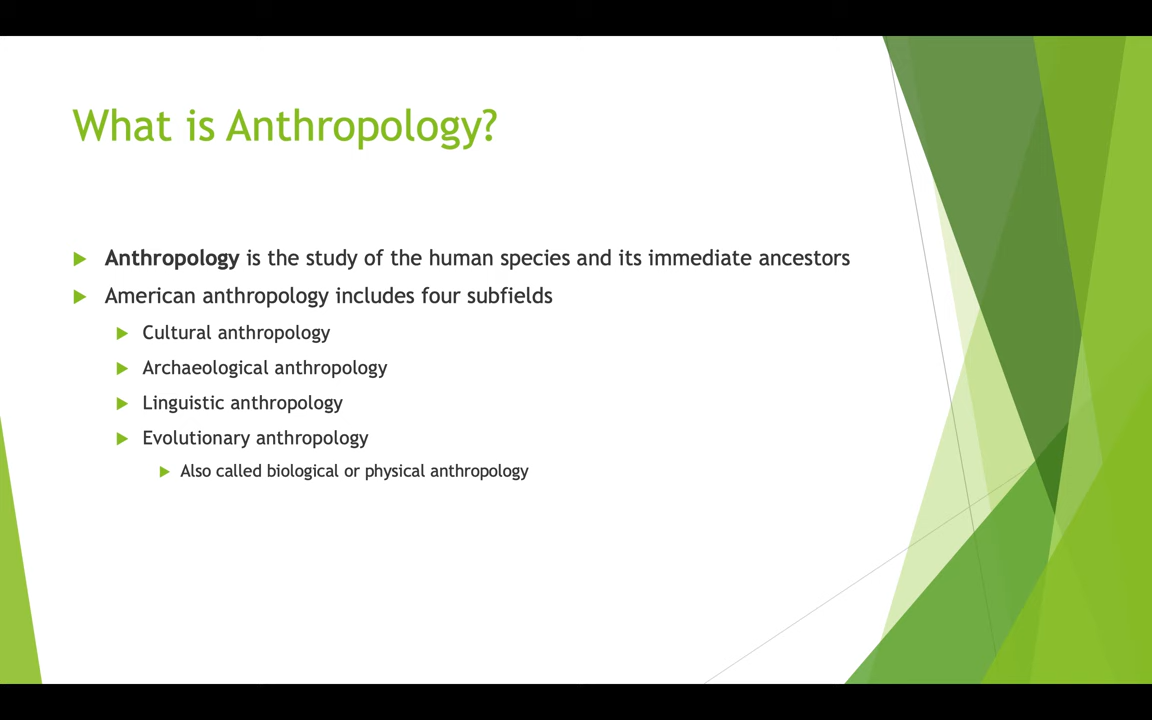 What is Anthropology?
Anthropology is the study of the human species and its immediate ancestors
American anthropology includes four subfields
Cultural anthropology
Archaeological anthropology
Linguistic anthropology
Evolutionary anthropology
Also called biological or physical anthropology